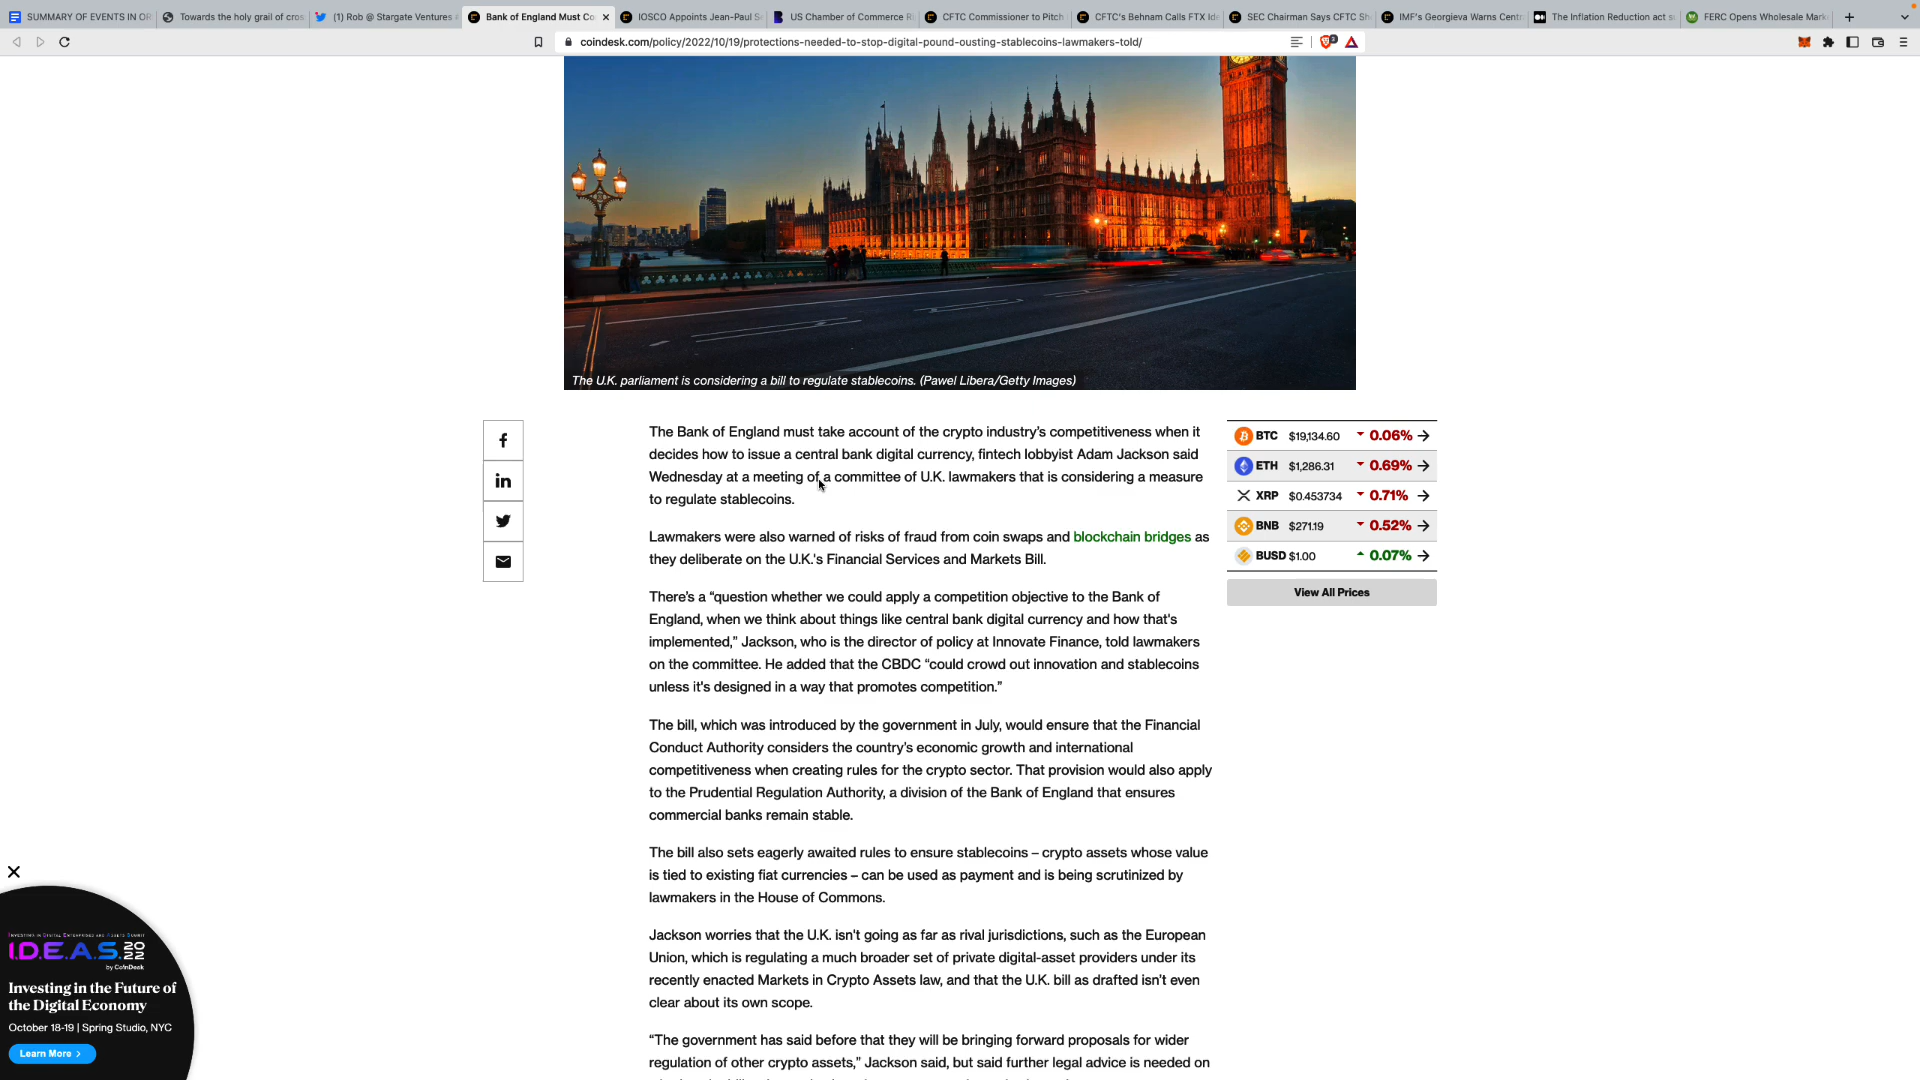 SUMMARY OF EVENTS IN OR
Towards the holy grail of cros
(1) Rob @ Stargate Ventures
Bank of England Must Co
IOSCO Appoints Jean-Paul S
US Chamber of Commerce R
CFTC Commissioner to Pitch
CFTC's Behnam Calls FTX Ide
SEC Chairman Says CFTC Sh
IMF's Georgieva Warns Centr
The Inflation Reduction act s
FERC Opens Wholesale Mark
coindesk.com/policy/2022/10/19/protections-needed-to-stop-digital-pound-ousting-stablecoins-lawmakers-told/
The U.K. parliament is considering a bill to regulate stablecoins. (Pawel Libera/Getty Images)
The Bank of England must take account of the crypto industry’s competitiveness when it
decides how to issue a central bank digital currency, fintech lobbyist Adam Jackson said
Wednesday at a meeting of a committee of U.K. lawmakers that is considering a measure
to regulate stablecoins.
Lawmakers were also warned of risks of fraud from coin swaps and blockchain bridges as
they deliberate on the U.K.'s Financial Services and Markets Bill.
There’s a “question whether we could apply a competition objective to the Bank of
England, when we think about things like central bank digital currency and how that's
implemented,” Jackson, who is the director of policy at Innovate Finance, told lawmakers
on the committee. He added that the CBDC “could crowd out innovation and stablecoins
unless it's designed in a way that promotes competition.”
The bill, which was introduced by the government in July, would ensure that the Financial
Conduct Authority considers the country’s economic growth and international
competitiveness when creating rules for the crypto sector. That provision would also apply
to the Prudential Regulation Authority, a division of the Bank of England that ensures
commercial banks remain stable.
The bill also sets eagerly awaited rules to ensure stablecoins – crypto assets whose value
is tied to existing fiat currencies – can be used as payment and is being scrutinized by
lawmakers in the House of Commons.
Jackson worries that the U.K. isn't going as far as rival jurisdictions, such as the European
Union, which is regulating a much broader set of private digital-asset providers under its
recently enacted Markets in Crypto Assets law, and that the U.K. bill as drafted isn’t even
clear about its own scope.
“The government has said before that they will be bringing forward proposals for wider
regulation of other crypto assets,” Jackson said, but said further legal advice is needed on
BTC $19,134.60 0.06%
ETH $1,286.31 0.69%
XRP $0.453734 0.71%
BNB $271.19 0.52%
BUSD $1.00 0.07%
View All Prices
I.D.E.A.S. 2022
by CoinDesk
Investing in the Future of
the Digital Economy
October 18-19 | Spring Studio, NYC
Learn More